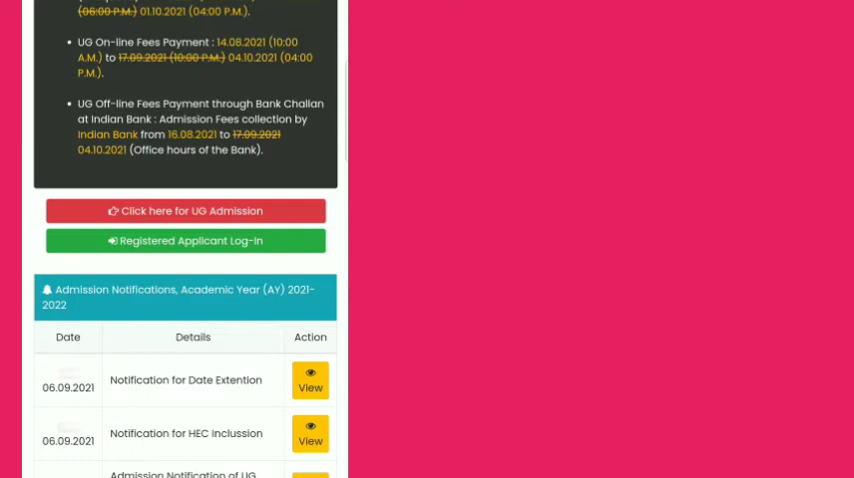 (06:00 P.M.) 01.10.2021 (04:00 P.M.).
UG On-line Fees Payment : 14.08.2021 (10:00
A.M.) to 17.09.2021 (10:00 P.M.) 04.10.2021 (04:00
P.M.).
UG Off-line Fees Payment through Bank Challan
at Indian Bank : Admission Fees collection by
Indian Bank from 16.08.2021 to 17.09.2021
04.10.2021 (Office hours of the Bank).
Click here for UG Admission
Registered Applicant Log-In
Admission Notifications, Academic Year (AY) 2021-
2022
Date Details Action
06.09.2021 Notification for Date Extention View
06.09.2021 Notification for HEC Inclussion View
Admission Notification of UG